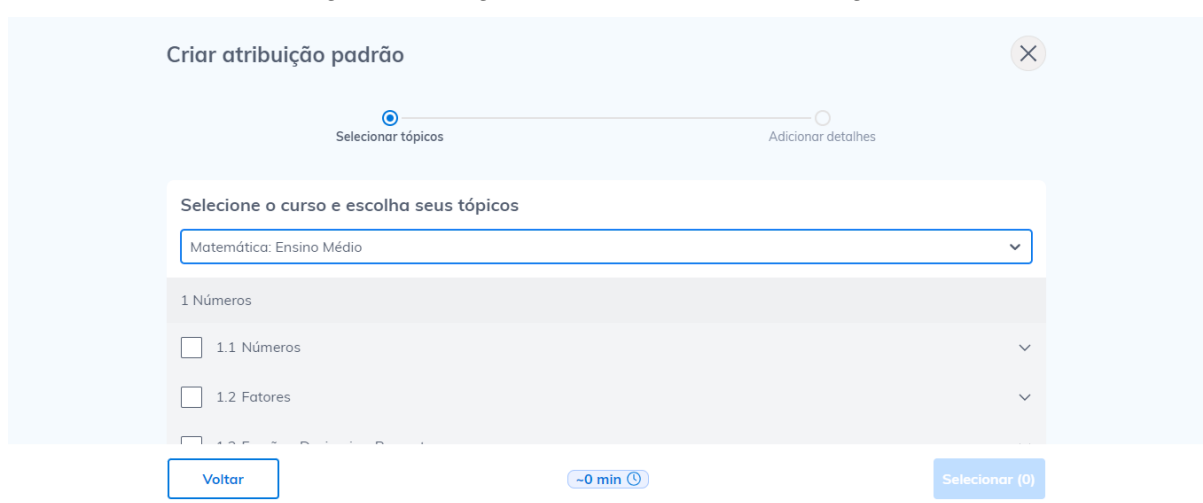 Criar atribuição padrão
Selecionar tópicos
Adicionar detalhes
Selecione o curso e escolha seus tópicos
Matemática: Ensino Médio
1 Números
1.1 Números
1.2 Fatores
Voltar
~0 min
Selecionar (0)